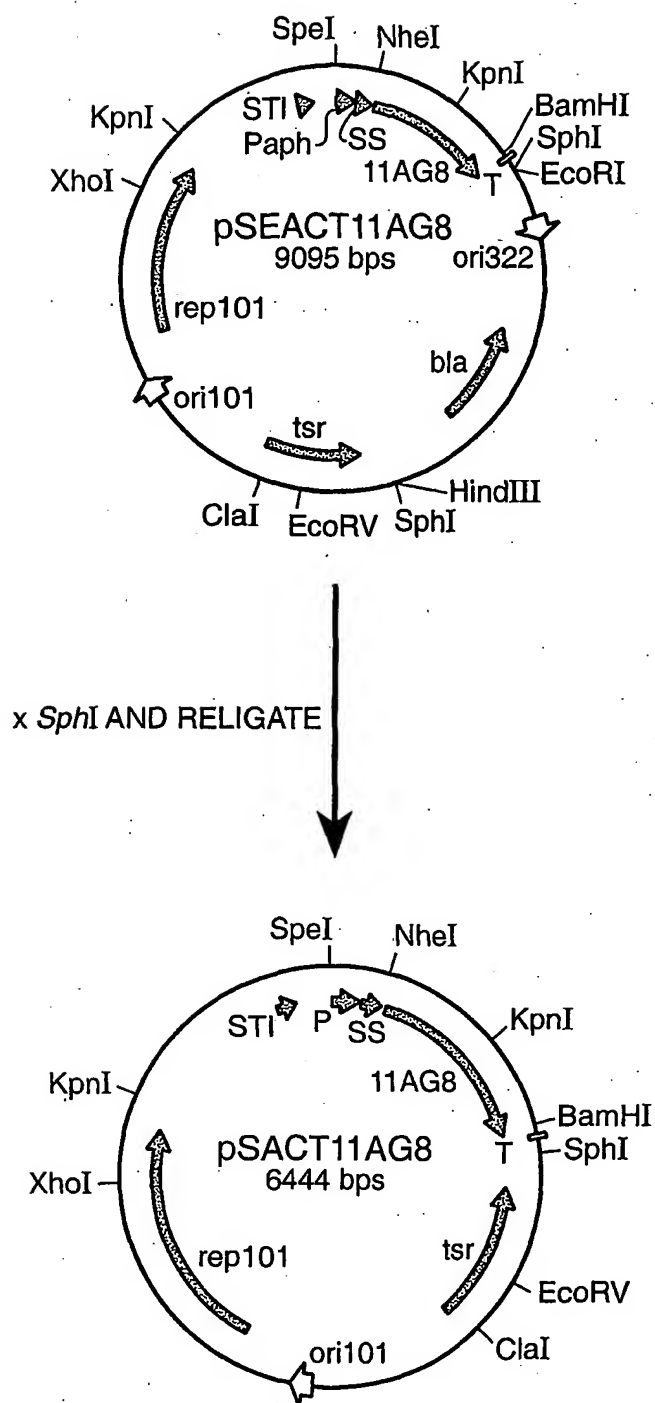 SpeI
NheI
KpnI
BamHI
SphI
EcoRI
STI
Paph
SS
11AG8
T
KpnI
XhoI
pSEACT11AG8
9095 bps
ori322
rep101
bla
ori101
tsr
HindIII
ClaI
EcoRV
SphI
x SphI AND RELIGATE
SpeI
NheI
STI
P
SS
KpnI
11AG8
KpnI
BamHI
T
SphI
pSACT11AG8
6444 bps
XhoI
rep101
tsr
EcoRV
ClaI
ori101